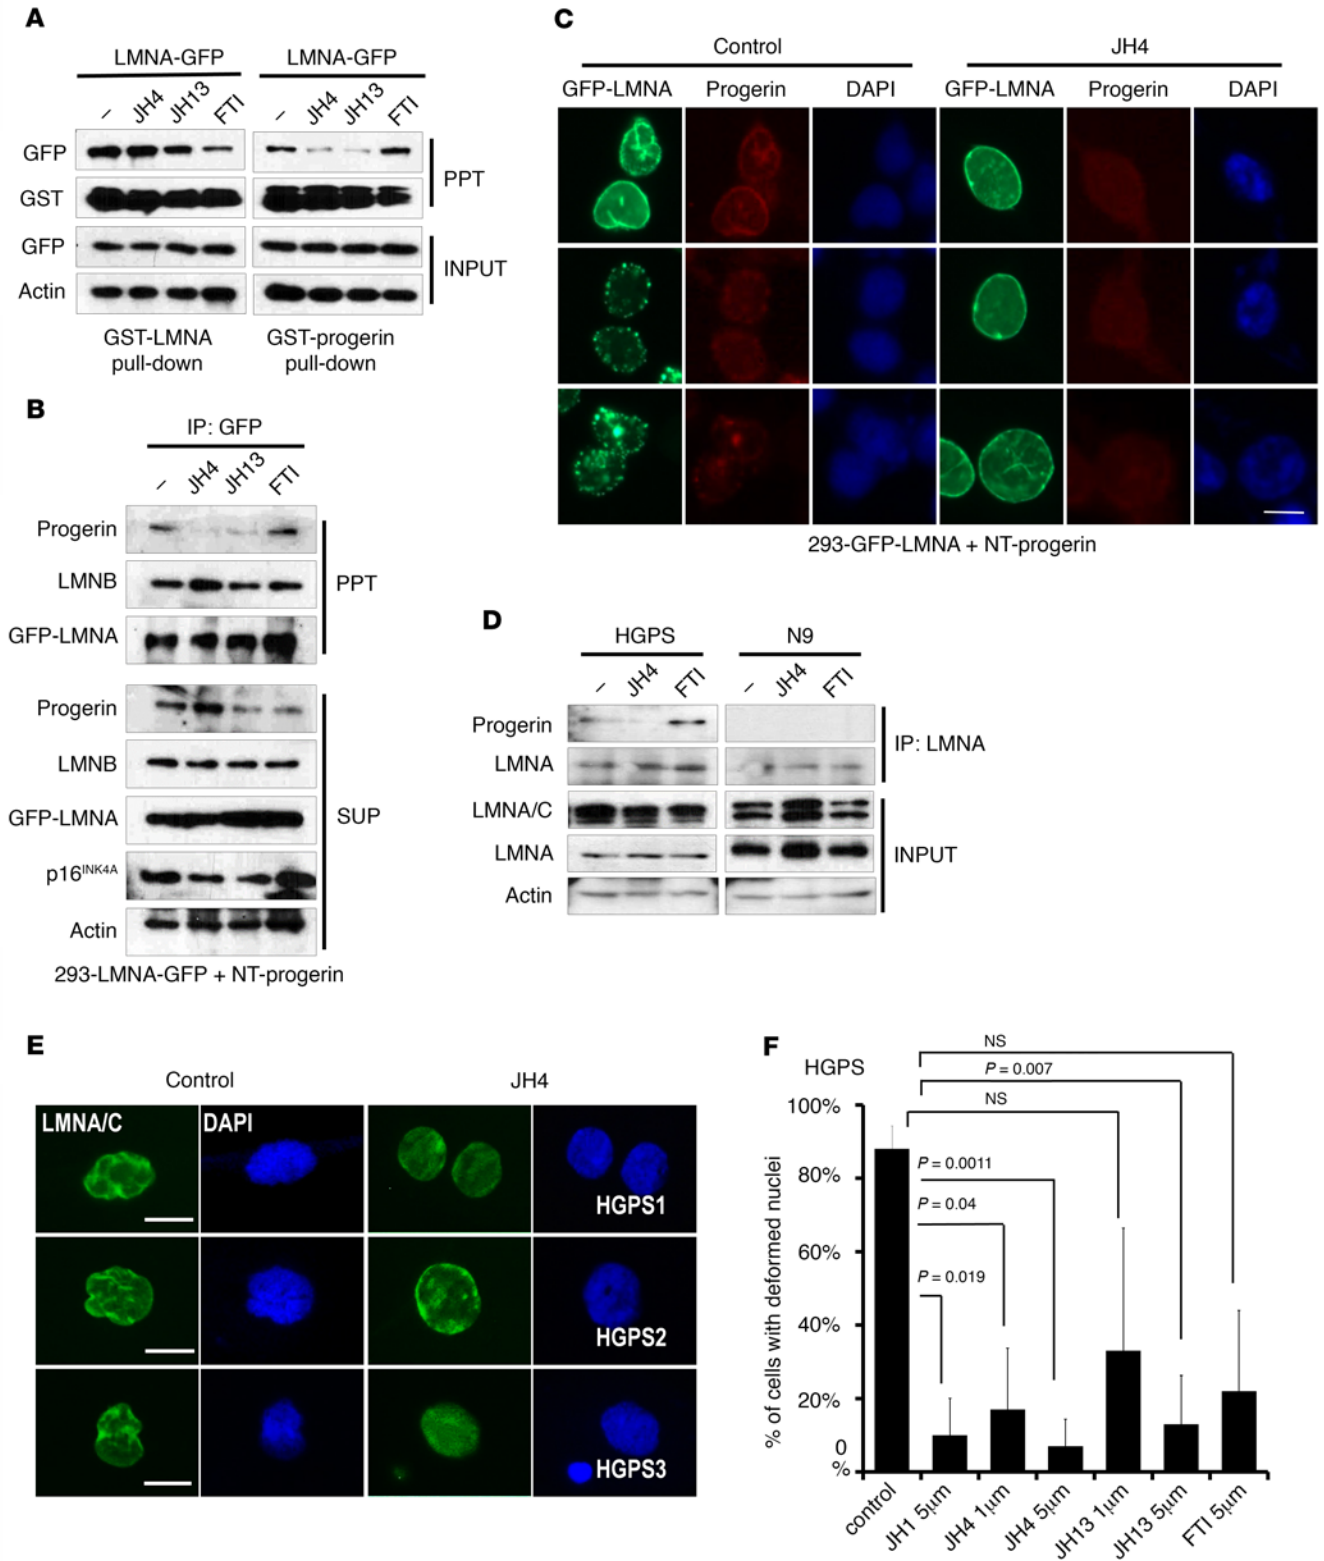 A
LMNA-GFP LMNA-GFP
– JH4 JH13 FTI – JH4 JH13 FTI
GFP
GST
PPT
GFP
Actin
INPUT
GST-LMNA
pull-down
GST-progerin
pull-down
B
IP: GFP
– JH4 JH13 FTI
Progerin
LMNB
GFP-LMNA
PPT
Progerin
LMNB
GFP-LMNA
p16INK4A
Actin
SUP
293-LMNA-GFP + NT-progerin
C
Control JH4
GFP-LMNA Progerin DAPI GFP-LMNA Progerin DAPI
293-GFP-LMNA + NT-progerin
D
HGPS N9
– JH4 FTI – JH4 FTI
Progerin
LMNA
IP: LMNA
LMNA/C
LMNA
Actin
INPUT
E
Control JH4
LMNA/C DAPI
HGPS1
HGPS2
HGPS3
F
HGPS
NS
P = 0.007
NS
P = 0.0011
P = 0.04
P = 0.019
% of cells with deformed nuclei
100%
80%
60%
40%
20%
0
%
control JH1 5µm JH4 1µm JH4 5µm JH13 1µm JH13 5µm FTI 5µm